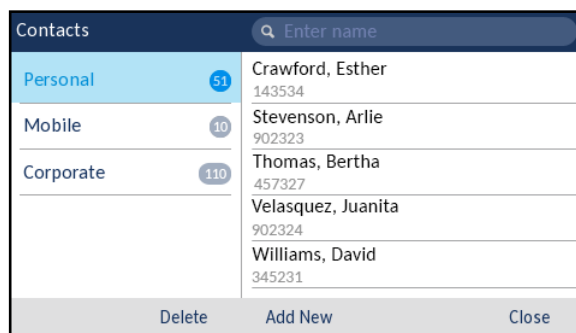 Contacts
Enter name
Personal 51
Mobile 10
Corporate 110
Crawford, Esther
143534
Stevenson, Arlie
902323
Thomas, Bertha
457327
Velasquez, Juanita
902324
Williams, David
345231
Delete Add New Close